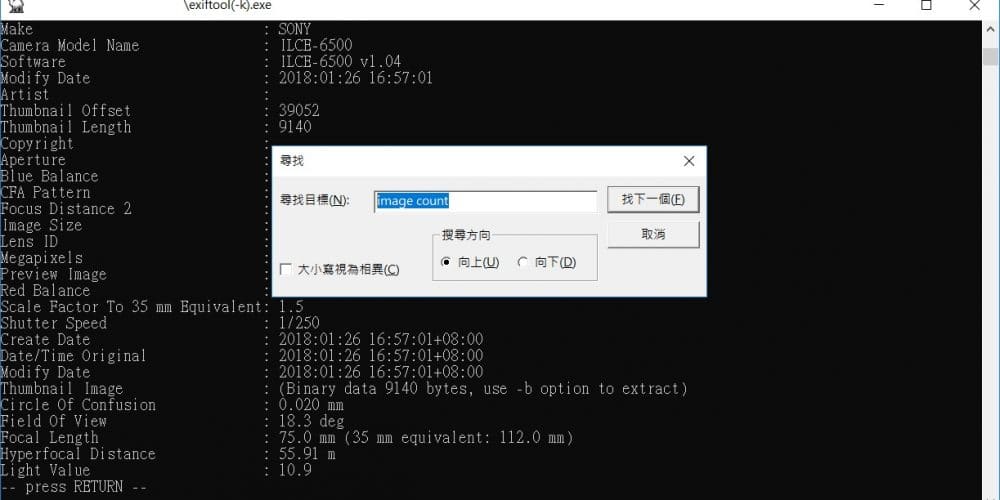 \exiftool(-k).exe
Make : SONY
Camera Model Name : ILCE-6500
Software : ILCE-6500 v1.04
Modify Date : 2018:01:26 16:57:01
Artist :
Thumbnail Offset : 39052
Thumbnail Length : 9140
Copyright :
Aperture :
Blue Balance :
CFA Pattern :
Focus Distance 2 :
Image Size :
Lens ID :
Megapixels :
Preview Image :
Red Balance :
尋找
尋找目標(N):
image count
找下一個(F)
取消
搜尋方向
大小寫視為相異(C)
向上(U)
向下(D)
Scale Factor To 35 mm Equivalent: 1.5
Shutter Speed : 1/250
Create Date : 2018:01:26 16:57:01+08:00
Date/Time Original : 2018:01:26 16:57:01+08:00
Modify Date : 2018:01:26 16:57:01+08:00
Thumbnail Image : (Binary data 9140 bytes, use -b option to extract)
Circle Of Confusion : 0.020 mm
Field Of View : 18.3 deg
Focal Length : 75.0 mm (35 mm equivalent: 112.0 mm)
Hyperfocal Distance : 55.91 m
Light Value : 10.9
-- press RETURN --